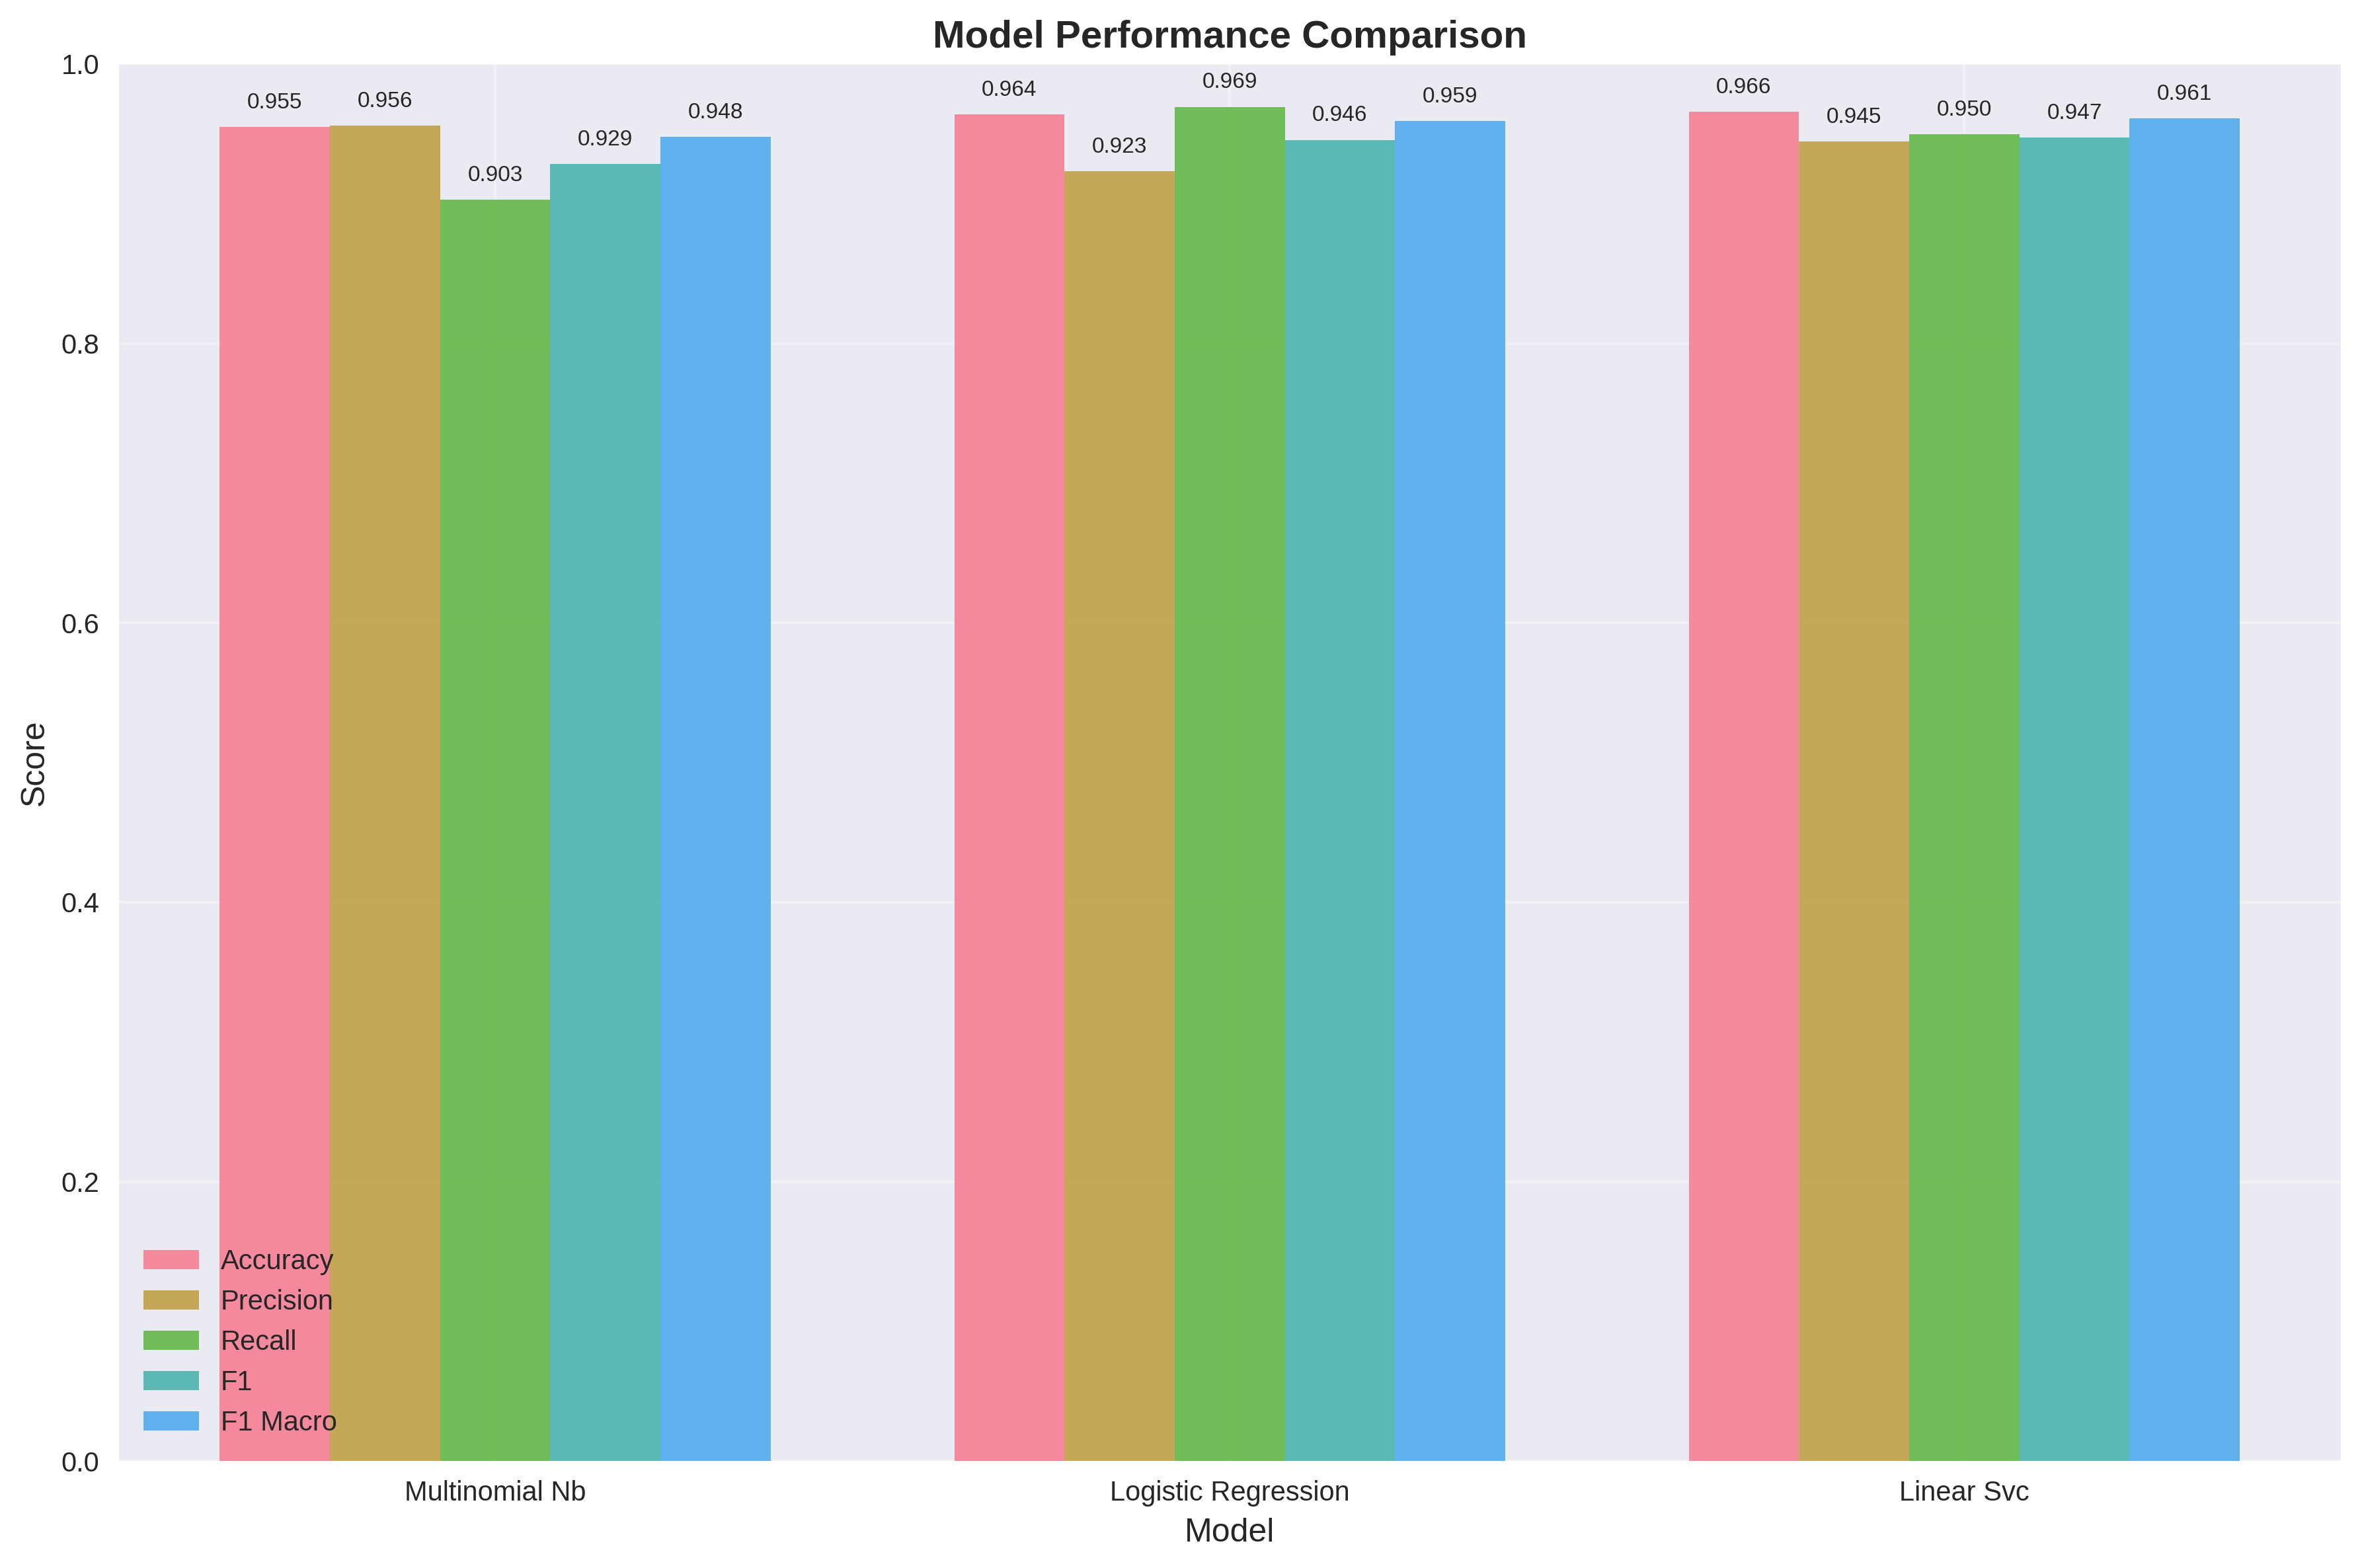 Model Performance Comparison
1.0
0.8
0.6
0.4
0.2
0.0
Score
0.955
0.956
0.903
0.929
0.948
0.964
0.923
0.969
0.946
0.959
0.966
0.945
0.950
0.947
0.961
Accuracy
Precision
Recall
F1
F1 Macro
Multinomial Nb
Logistic Regression
Linear Svc
Model